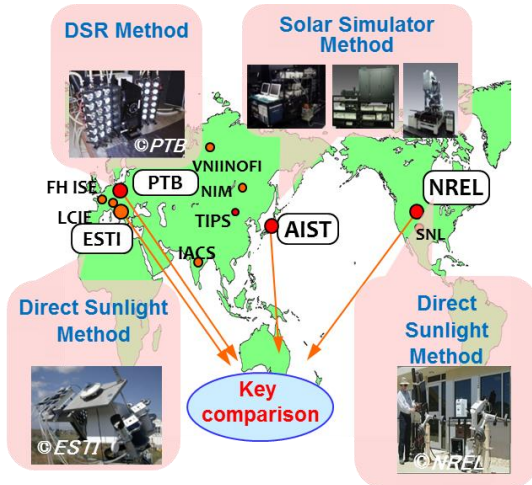 DSR Method
Solar Simulator
Method
©PTB
VNIINOFI
FH ISE
PTB
NIM
NREL
LCIE
TIPS
AIST
SNL
ESTI
IACS
Direct Sunlight
Method
Direct
Sunlight
Method
Key
comparison
©ESTI
©NREL